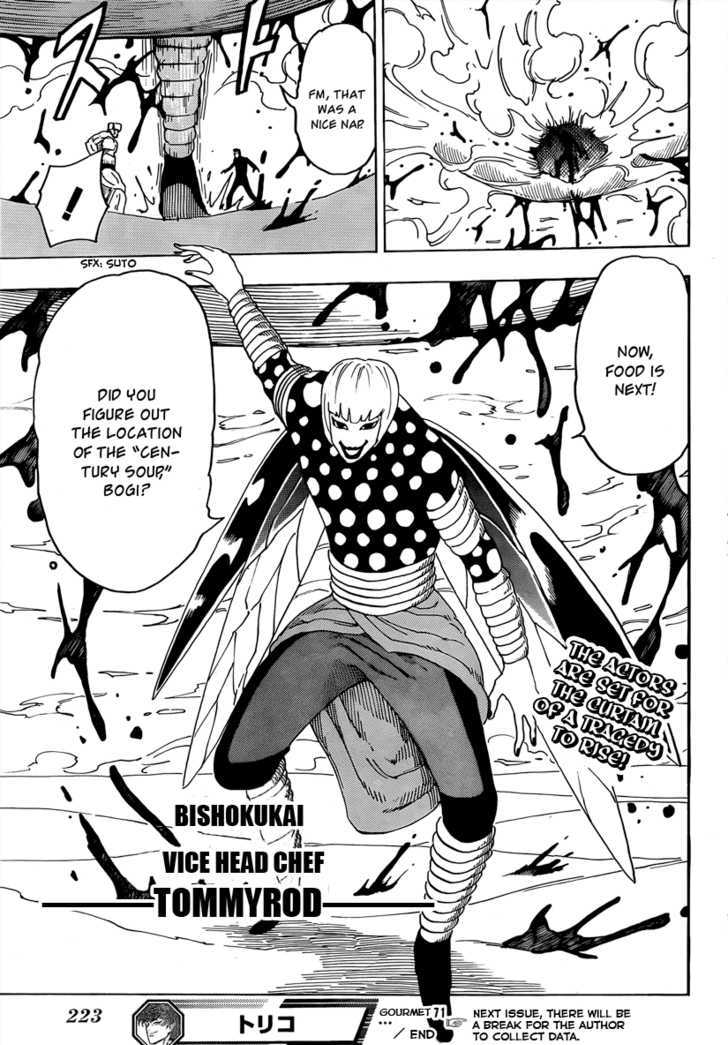 FM, THAT
WAS A
NICE NAP.
!
スト
SFX: SUTO
NOW,
FOOD IS
NEXT!
DID YOU
FIGURE OUT
THE LOCATION
OF THE "CEN-
TURY SOUP,"
BOGI?
THE ACTORS
ARE SET FOR
THE CURTAIN
OF A TRAGEDY
TO RISE!
BISHOKUKAI
VICE HEAD CHEF
TOMMYROD
223
トリコ
GOURMET 71
... / END
NEXT ISSUE, THERE WILL BE
A BREAK FOR THE AUTHOR
TO COLLECT DATA.